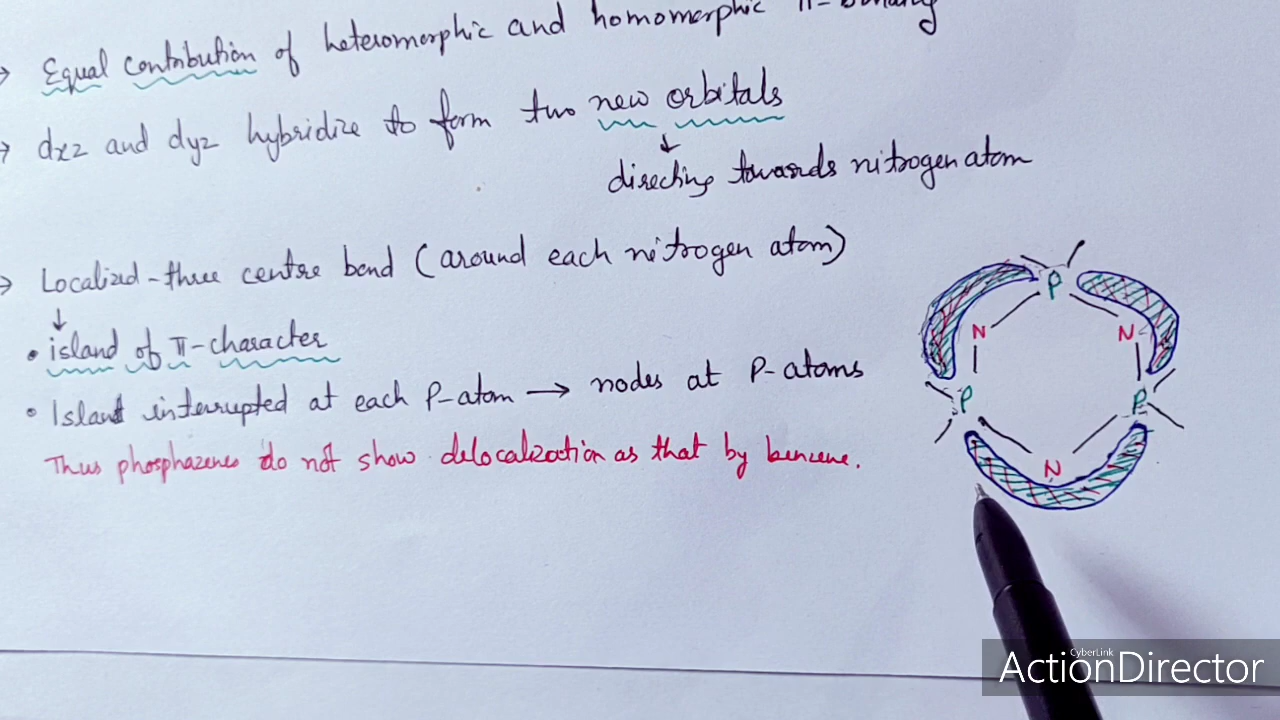 → Equal contribution of heteromorphic and homomorphic π-bonding
→ dxz and dyz hybridize to form two new orbitals
↓
directing towards nitrogen atom
→ Localized-three centre bond (around each nitrogen atom)
↓
• island of π-character
• Island interrupted at each P-atom → nodes at P-atoms
Thus phosphazenes do not show delocalization as that by benzene.
P
N N
P P
N
CyberLink
ActionDirector